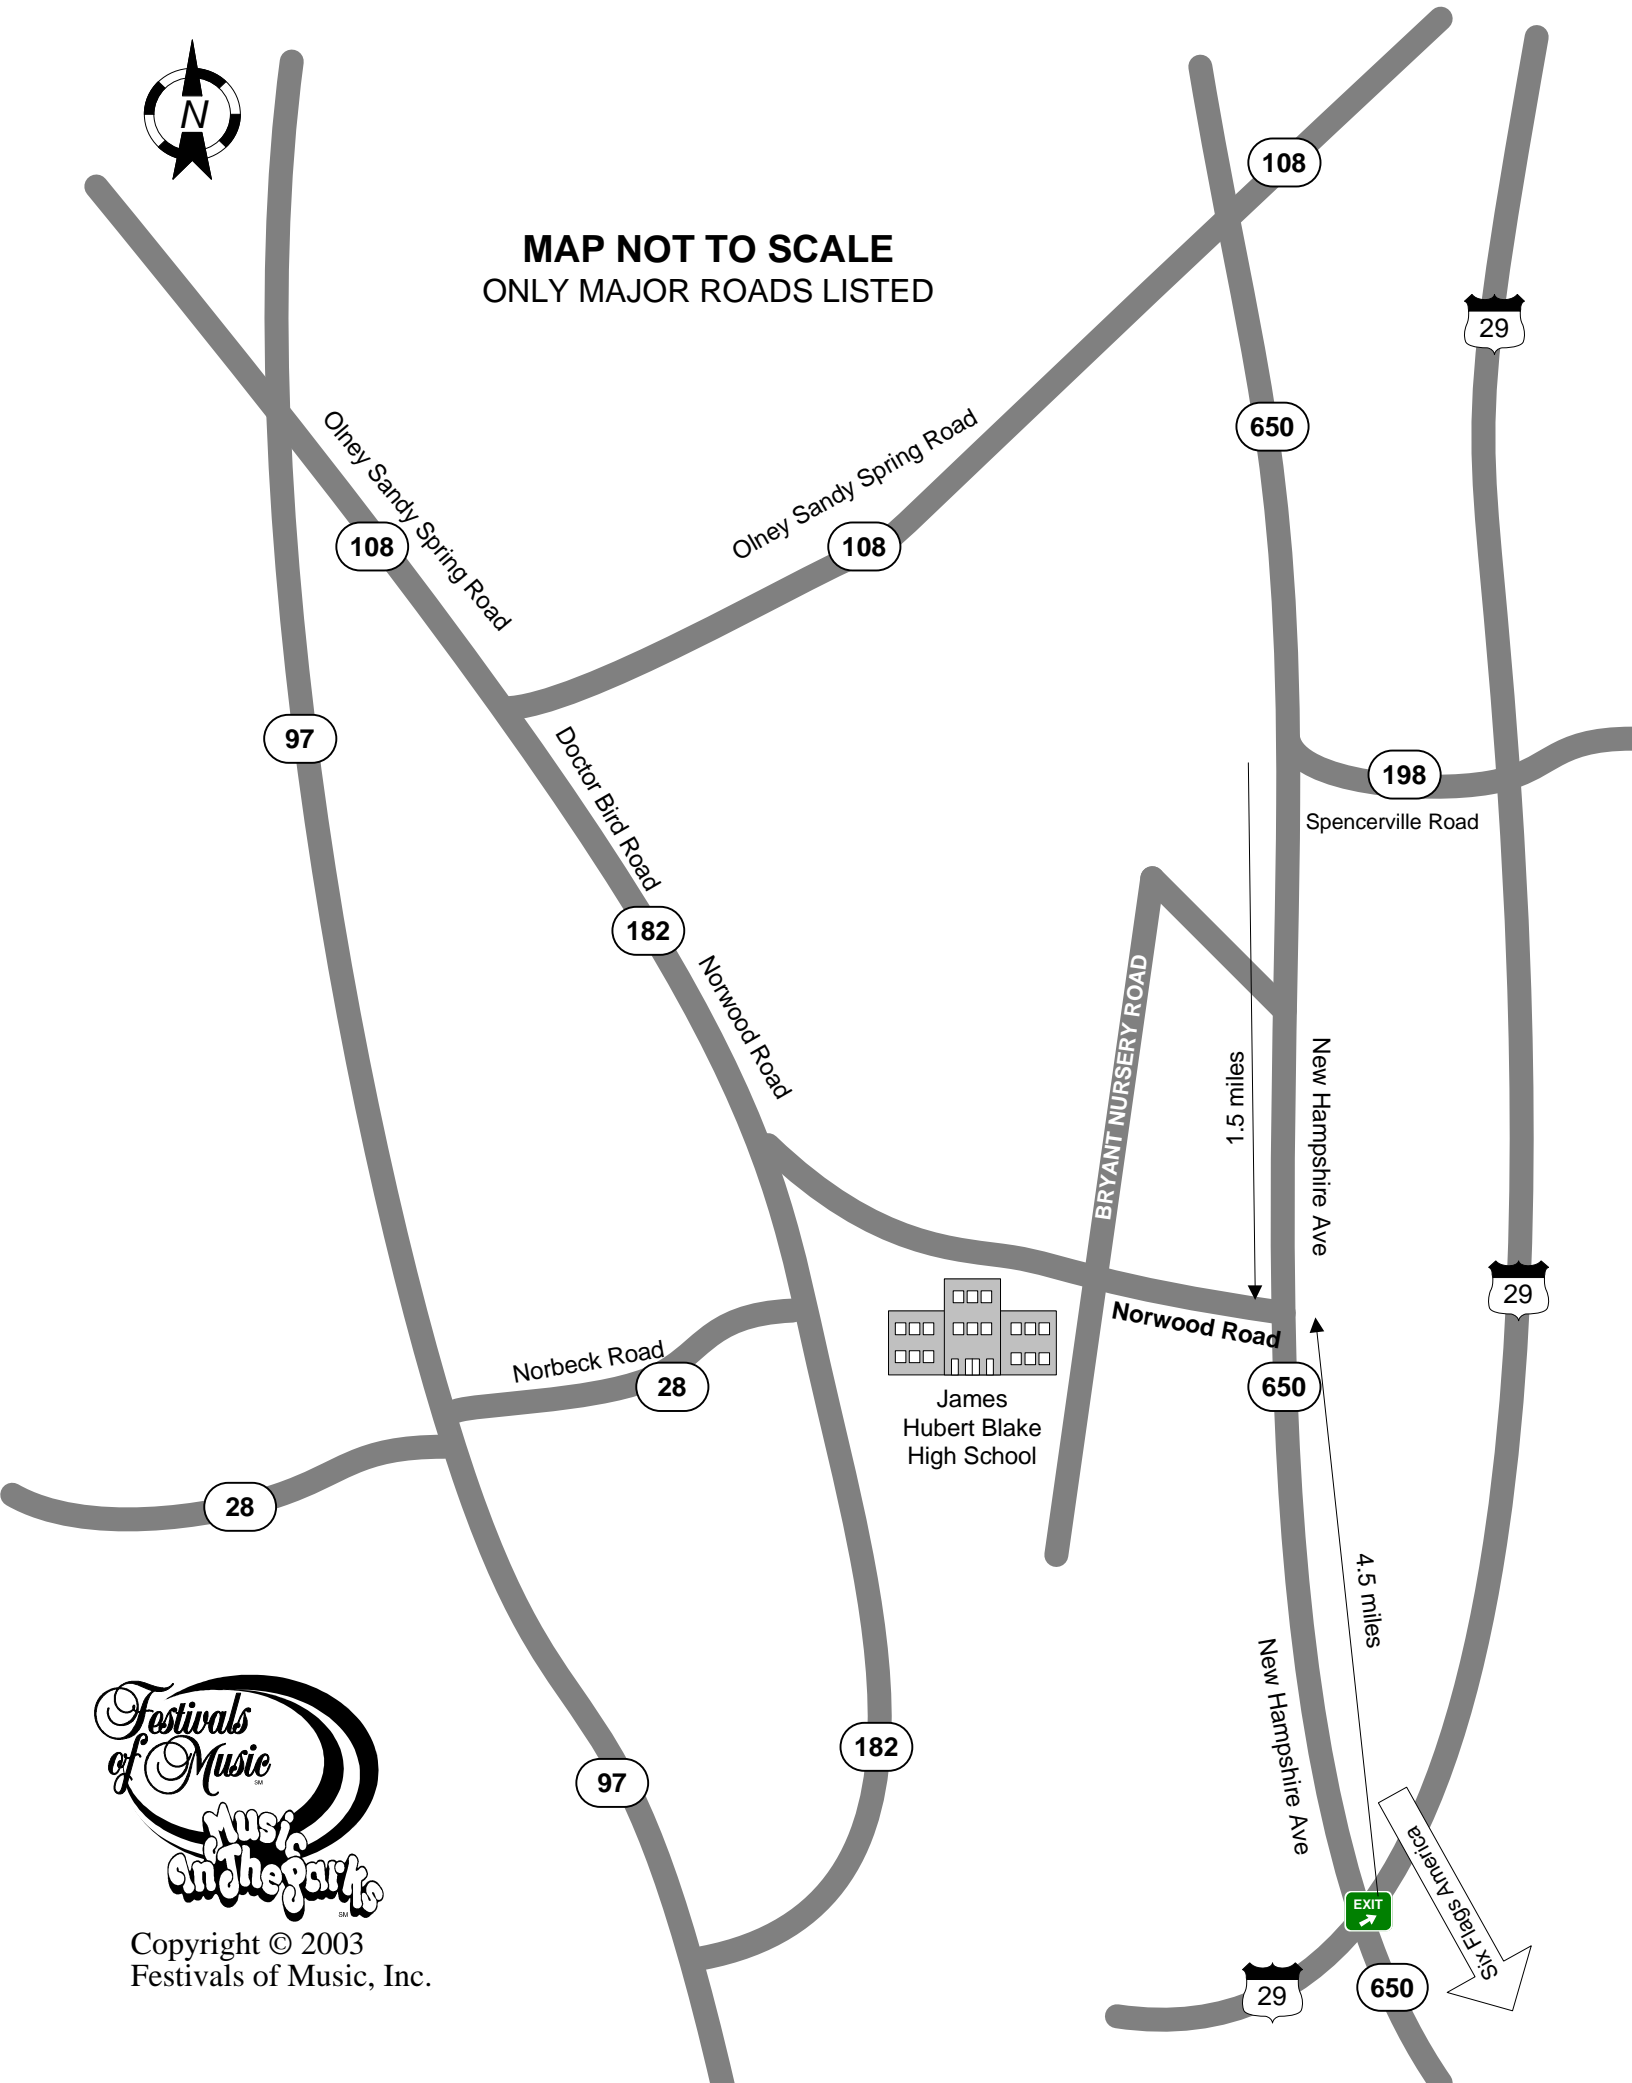 N
MAP NOT TO SCALE
ONLY MAJOR ROADS LISTED
108
29
650
Olney Sandy Spring Road
Olney Sandy Spring Road
108
108
97
Doctor Bird Road
198
Spencerville Road
182
Norwood Road
BRYANT NURSERY ROAD
1.5 miles
New Hampshire Ave
29
Norwood Road
Norbeck Road
28
650
James
Hubert Blake
High School
28
4.5 miles
New Hampshire Ave
Festivals
of Music
SM
182
97
Music
In The Parks
SM
Six Flags America
EXIT
Copyright © 2003
Festivals of Music, Inc.
29
650